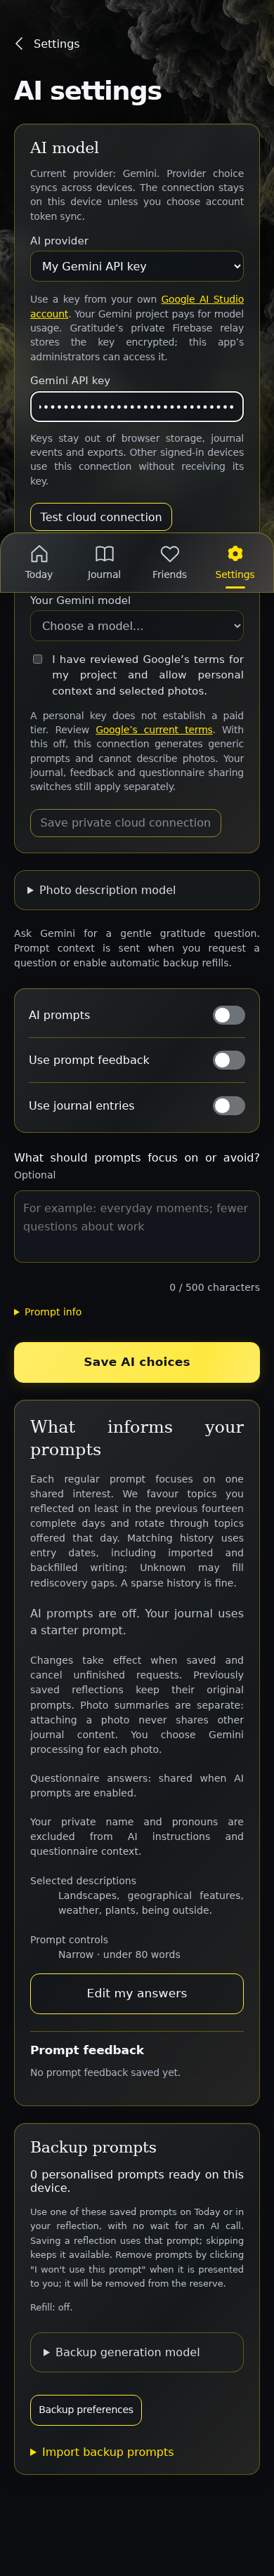 Settings
AI settings
AI model
Current provider: Gemini. Provider choice
syncs across devices. The connection stays
on this device unless you choose account
token sync.
AI provider
My Gemini API key
Use a key from your own Google AI Studio
account. Your Gemini project pays for model
usage. Gratitude's private Firebase relay
stores the key encrypted; this app's
administrators can access it.
Gemini API key
Keys stay out of browser storage, journal
events and exports. Other signed-in devices
use this connection without receiving its
key.
Test cloud connection
Today
Journal
Friends
Settings
Your Gemini model
Choose a model...
I have reviewed Google's terms for
my project and allow personal
context and selected photos.
A personal key does not establish a paid
tier. Review Google's current terms. With
this off, this connection generates generic
prompts and cannot describe photos. Your
journal, feedback and questionnaire sharing
switches still apply separately.
Save private cloud connection
Photo description model
Ask Gemini for a gentle gratitude question.
Prompt context is sent when you request a
question or enable automatic backup refills.
AI prompts
Use prompt feedback
Use journal entries
What should prompts focus on or avoid?
Optional
For example: everyday moments; fewer
questions about work
0 / 500 characters
Prompt info
Save AI choices
What informs your
prompts
Each regular prompt focuses on one
shared interest. We favour topics you
reflected on least in the previous fourteen
complete days and rotate through topics
offered that day. Matching history uses
entry dates, including imported and
backfilled writing; Unknown may fill
rediscovery gaps. A sparse history is fine.
AI prompts are off. Your journal uses
a starter prompt.
Changes take effect when saved and
cancel unfinished requests. Previously
saved reflections keep their original
prompts. Photo summaries are separate:
attaching a photo never shares other
journal content. You choose Gemini
processing for each photo.
Questionnaire answers: shared when AI
prompts are enabled.
Your private name and pronouns are
excluded from AI instructions and
questionnaire context.
Selected descriptions
Landscapes, geographical features,
weather, plants, being outside.
Prompt controls
Narrow · under 80 words
Edit my answers
Prompt feedback
No prompt feedback saved yet.
Backup prompts
0 personalised prompts ready on this
device.
Use one of these saved prompts on Today or in
your reflection, with no wait for an AI call.
Saving a reflection uses that prompt; skipping
keeps it available. Remove prompts by clicking
"I won't use this prompt" when it is presented
to you; it will be removed from the reserve.
Refill: off.
Backup generation model
Backup preferences
Import backup prompts